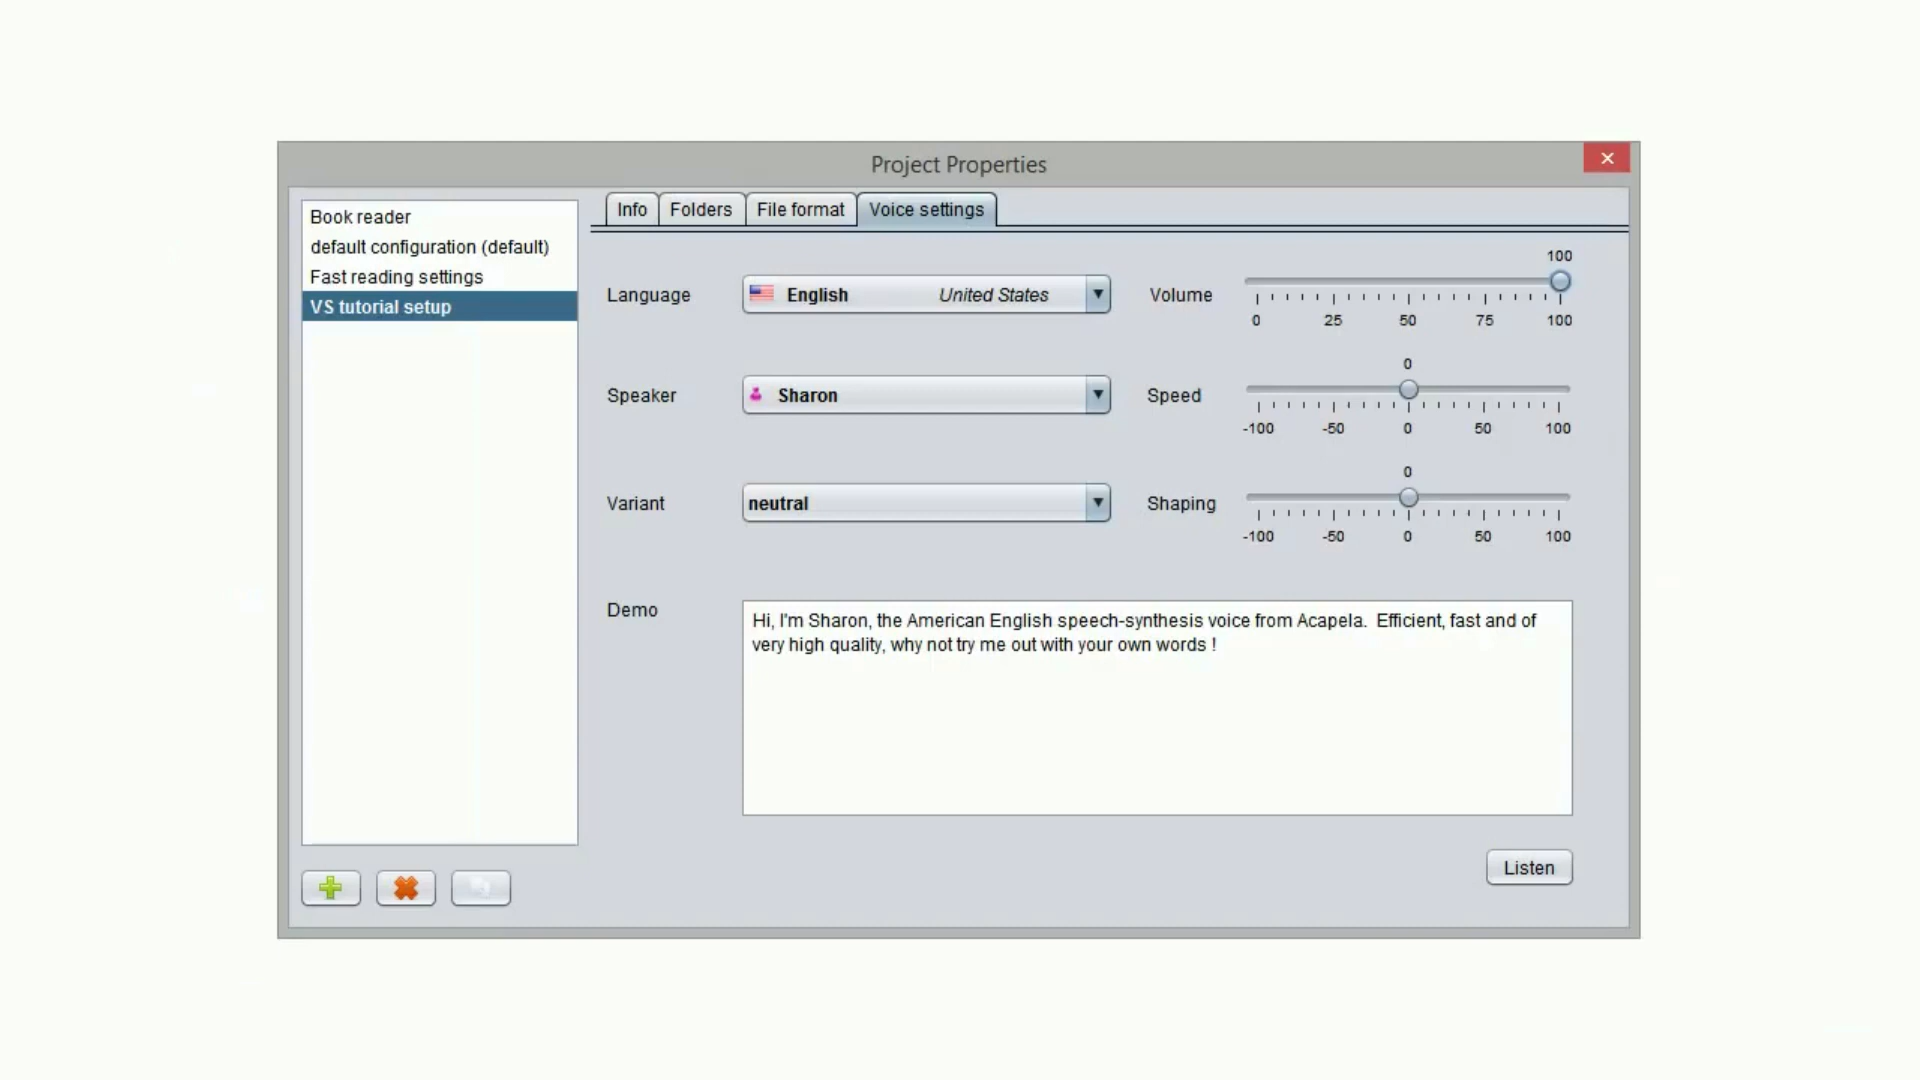 Project Properties
Book reader
default configuration (default)
Fast reading settings
VS tutorial setup
Info Folders File format Voice settings
Language English United States
Volume 100
0 25 50 75 100
Speaker Sharon
Speed 0
-100 -50 0 50 100
Variant neutral
Shaping 0
-100 -50 0 50 100
Demo
Hi, I'm Sharon, the American English speech-synthesis voice from Acapela.  Efficient, fast and of
very high quality, why not try me out with your own words !
Listen